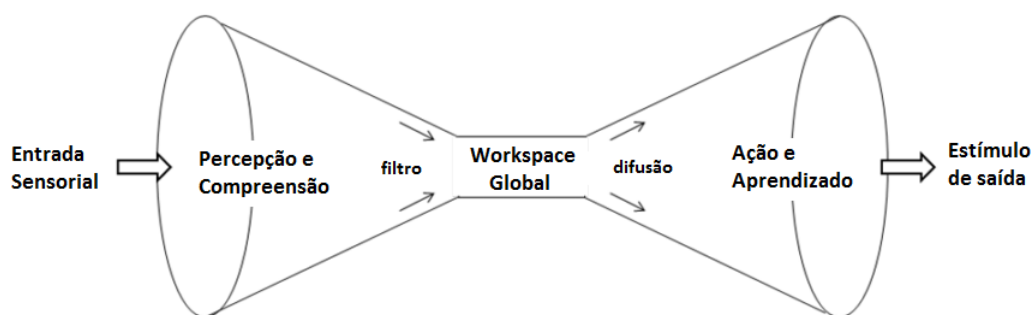 Entrada
Sensorial
Percepção e
Compreensão
filtro
Workspace
Global
difusão
Ação e
Aprendizado
Estímulo
de saída